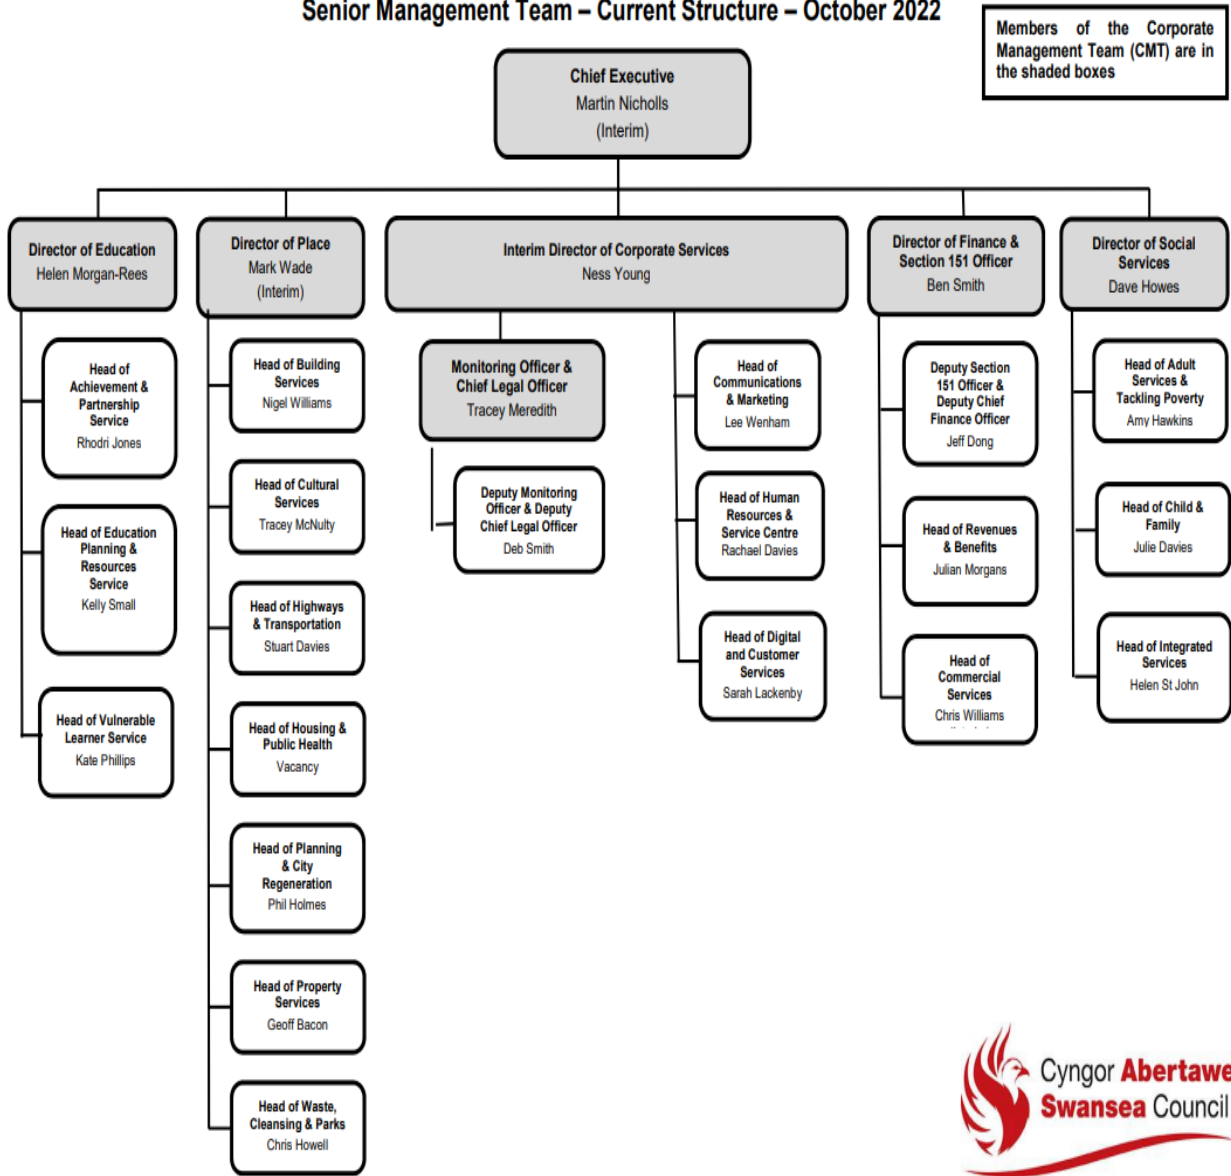 Senior Management Team – Current Structure – October 2022
Members of the Corporate
Management Team (CMT) are in
the shaded boxes
Chief Executive
Martin Nicholls
(Interim)
Director of Education
Helen Morgan-Rees
Director of Place
Mark Wade
(Interim)
Interim Director of Corporate Services
Ness Young
Director of Finance &
Section 151 Officer
Ben Smith
Director of Social
Services
Dave Howes
Head of
Achievement &
Partnership
Service
Rhodri Jones
Head of Education
Planning &
Resources
Service
Kelly Small
Head of Vulnerable
Learner Service
Kate Phillips
Head of Building
Services
Nigel Williams
Head of Cultural
Services
Tracey McNulty
Head of Highways
& Transportation
Stuart Davies
Head of Housing &
Public Health
Vacancy
Head of Planning
& City
Regeneration
Phil Holmes
Head of Property
Services
Geoff Bacon
Head of Waste,
Cleansing & Parks
Chris Howell
Monitoring Officer &
Chief Legal Officer
Tracey Meredith
Deputy Monitoring
Officer & Deputy
Chief Legal Officer
Deb Smith
Head of
Communications
& Marketing
Lee Wenham
Head of Human
Resources &
Service Centre
Rachael Davies
Head of Digital
and Customer
Services
Sarah Lackenby
Deputy Section
151 Officer &
Deputy Chief
Finance Officer
Jeff Dong
Head of Revenues
& Benefits
Julian Morgans
Head of
Commercial
Services
Chris Williams
Head of Adult
Services &
Tackling Poverty
Amy Hawkins
Head of Child &
Family
Julie Davies
Head of Integrated
Services
Helen St John
Cyngor Abertawe
Swansea Council